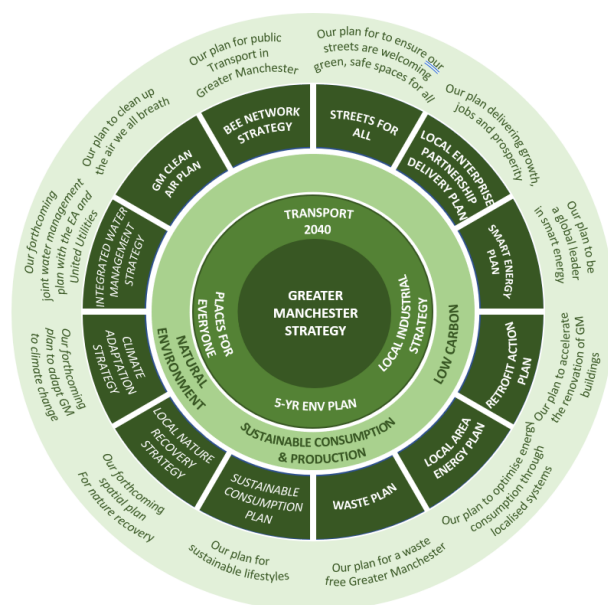 Our plan for public
Transport in
Greater Manchester
Our plan for to ensure our
streets are welcoming
green, safe spaces for all
Our plan delivering growth,
jobs and prosperity
Our plan to be
a global leader
in smart energy
Our plan to accelerate
the renovation of GM
buildings
Our plan to optimise energy
consumption through
localised systems
Our plan for a waste
free Greater Manchester
Our plan for
sustainable lifestyles
Our forthcoming
spatial plan
For nature recovery
Our forthcoming
plan to adapt GM
to climate change
Our forthcoming
joint water management
plan with the EA and
United Utilities
Our plan to clean up
the air we all breath
BEE NETWORK
STRATEGY
STREETS FOR
ALL
LOCAL ENTERPRISE
PARTNERSHIP
DELIVERY PLAN
SMART ENERGY
PLAN
RETROFIT ACTION
PLAN
LOCAL AREA
ENERGY PLAN
WASTE PLAN
SUSTAINABLE
CONSUMPTION
PLAN
LOCAL NATURE
RECOVERY
STRATEGY
CLIMATE
ADAPTATION
STRATEGY
INTEGRATED WATER
MANAGEMENT
STRATEGY
GM CLEAN
AIR PLAN
NATURAL
ENVIRONMENT
LOW CARBON
SUSTAINABLE CONSUMPTION
& PRODUCTION
TRANSPORT
2040
PLACES FOR
EVERYONE
LOCAL INDUSTRIAL
STRATEGY
5-YR ENV PLAN
GREATER
MANCHESTER
STRATEGY